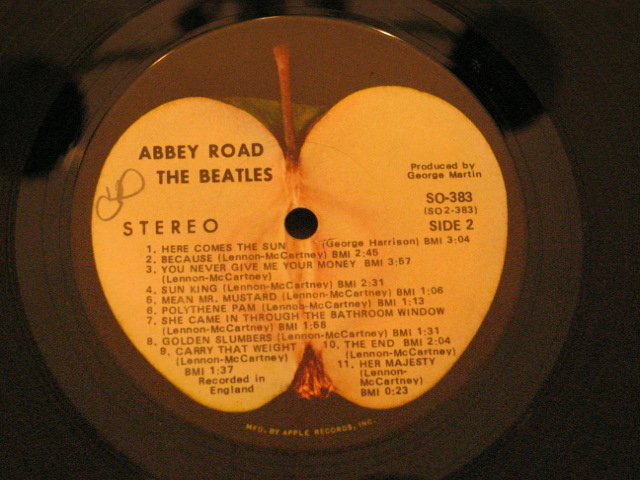 ABBEY ROAD
THE BEATLES
Produced by
George Martin
STEREO
SO-383
(SO2-383)
SIDE 2
1. HERE COMES THE SUN (George Harrison) BMI 3:04
2. BECAUSE (Lennon-McCartney) BMI 2:45
3. YOU NEVER GIVE ME YOUR MONEY BMI 3:57
(Lennon-McCartney)
4. SUN KING (Lennon-McCartney) BMI 2:31
5. MEAN MR. MUSTARD (Lennon-McCartney) BMI 1:06
6. POLYTHENE PAM (Lennon-McCartney) BMI 1:13
7. SHE CAME IN THROUGH THE BATHROOM WINDOW
(Lennon-McCartney) BMI 1:58
8. GOLDEN SLUMBERS (Lennon-McCartney) BMI 1:31
9. CARRY THAT WEIGHT
(Lennon-McCartney)
BMI 1:37
10. THE END BMI 2:04
(Lennon-McCartney)
11. HER MAJESTY
(Lennon-
McCartney)
BMI 0:23
Recorded in
England
MFD. BY APPLE RECORDS, INC.